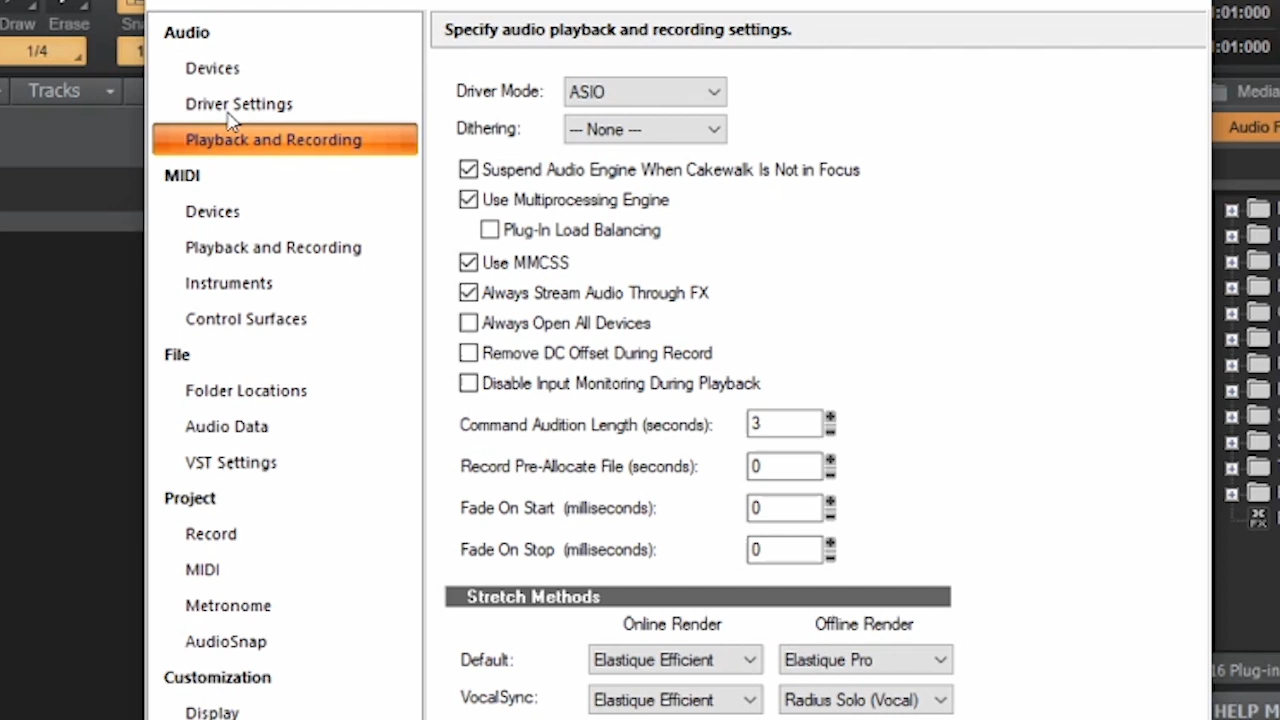 Draw Erase Sna
1/4 1
Tracks
Audio
Devices
Driver Settings
Playback and Recording
MIDI
Devices
Playback and Recording
Instruments
Control Surfaces
File
Folder Locations
Audio Data
VST Settings
Project
Record
MIDI
Metronome
AudioSnap
Customization
Display
Specify audio playback and recording settings.
Driver Mode: ASIO
Dithering: --- None ---
Suspend Audio Engine When Cakewalk Is Not in Focus
Use Multiprocessing Engine
Plug-In Load Balancing
Use MMCSS
Always Stream Audio Through FX
Always Open All Devices
Remove DC Offset During Record
Disable Input Monitoring During Playback
Command Audition Length (seconds): 3
Record Pre-Allocate File (seconds): 0
Fade On Start (milliseconds): 0
Fade On Stop (milliseconds): 0
Stretch Methods
Online Render Offline Render
Default: Elastique Efficient Elastique Pro
VocalSync: Elastique Efficient Radius Solo (Vocal)
:01:000
:01:000
Media
Audio F
FX
16 Plug-in
HELP M